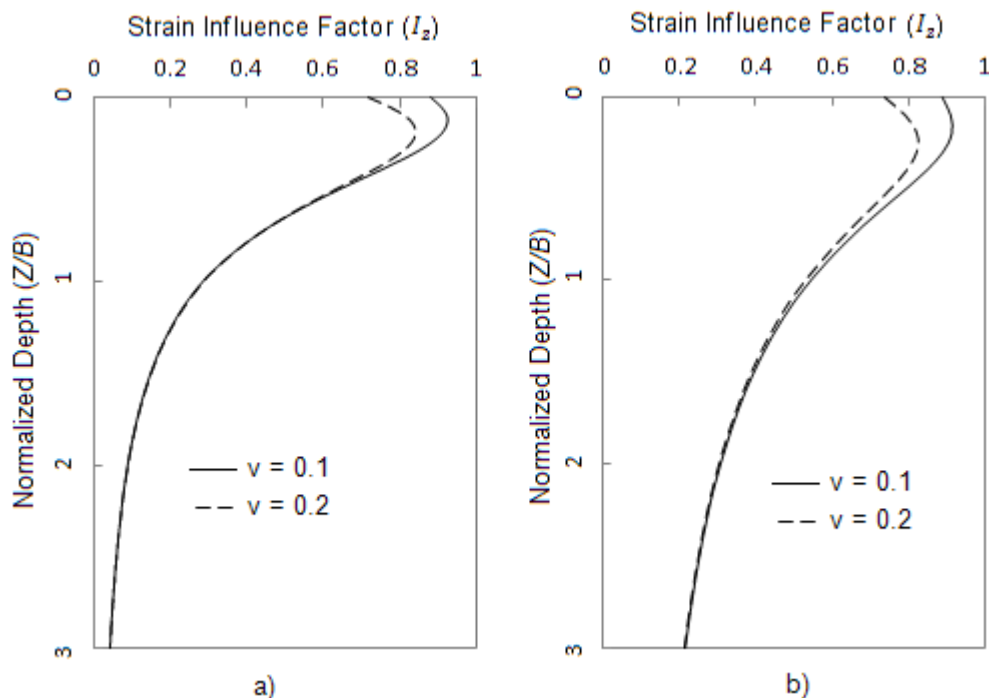 Strain Influence Factor (I_z)
0 0.2 0.4 0.6 0.8 1
0
1
2
3
Normalized Depth (Z/B)
v = 0.1
v = 0.2
a)
Strain Influence Factor (I_z)
0 0.2 0.4 0.6 0.8 1
0
1
2
3
Normalized Depth (Z/B)
v = 0.1
v = 0.2
b)